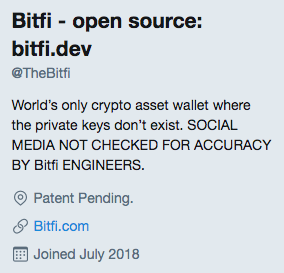 Bitfi - open source:
bitfi.dev
@TheBitfi
World's only crypto asset wallet where
the private keys don't exist. SOCIAL
MEDIA NOT CHECKED FOR ACCURACY
BY Bitfi ENGINEERS.
Patent Pending.
Bitfi.com
Joined July 2018